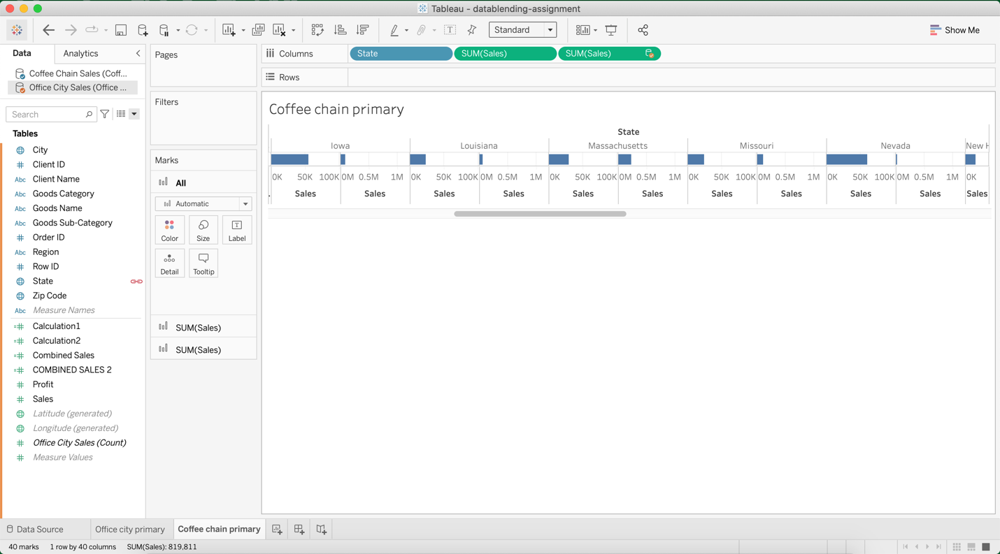 Tableau - datablending-assignment
Standard
Show Me
Data
Analytics
Coffee Chain Sales (Coff...
Office City Sales (Office ...
Search
Tables
City
Client ID
Abc Client Name
Abc Goods Category
Abc Goods Name
Abc Goods Sub-Category
Order ID
Abc Region
Row ID
State
Zip Code
Abc Measure Names
Calculation1
Calculation2
Combined Sales
COMBINED SALES 2
Profit
Sales
Latitude (generated)
Longitude (generated)
Office City Sales (Count)
Measure Values
Pages
Filters
Marks
All
Automatic
Color Size Label
Detail Tooltip
SUM(Sales)
SUM(Sales)
Columns State SUM(Sales) SUM(Sales)
Rows
Coffee chain primary
State
Iowa Louisiana Massachusetts Missouri Nevada New H
0K 50K 100K 0M 0.5M 1M 0K 50K 100K 0M 0.5M 1M 0K 50K 100K 0M 0.5M 1M 0K 50K 100K 0M 0.5M 1M 0K 50K 100K 0M 0.5M 1M 0K
Sales Sales Sales Sales Sales Sales Sales Sales Sales Sales Sales
Data Source Office city primary Coffee chain primary
40 marks 1 row by 40 columns SUM(Sales): 819,811